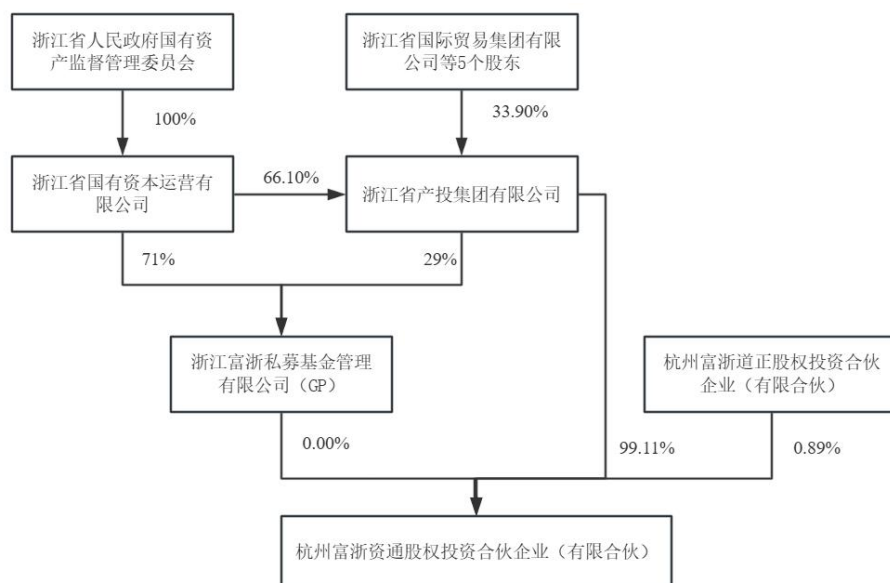 浙江省人民政府国有资
产监督管理委员会
浙江省国际贸易集团有限
公司等5个股东
100%
33.90%
浙江省国有资本运营有
限公司
66.10%
浙江省产投集团有限公司
71%
29%
浙江富浙私募基金管理
有限公司（GP）
杭州富浙道正股权投资合伙
企业（有限合伙）
0.00%
99.11%
0.89%
杭州富浙资通股权投资合伙企业（有限合伙）